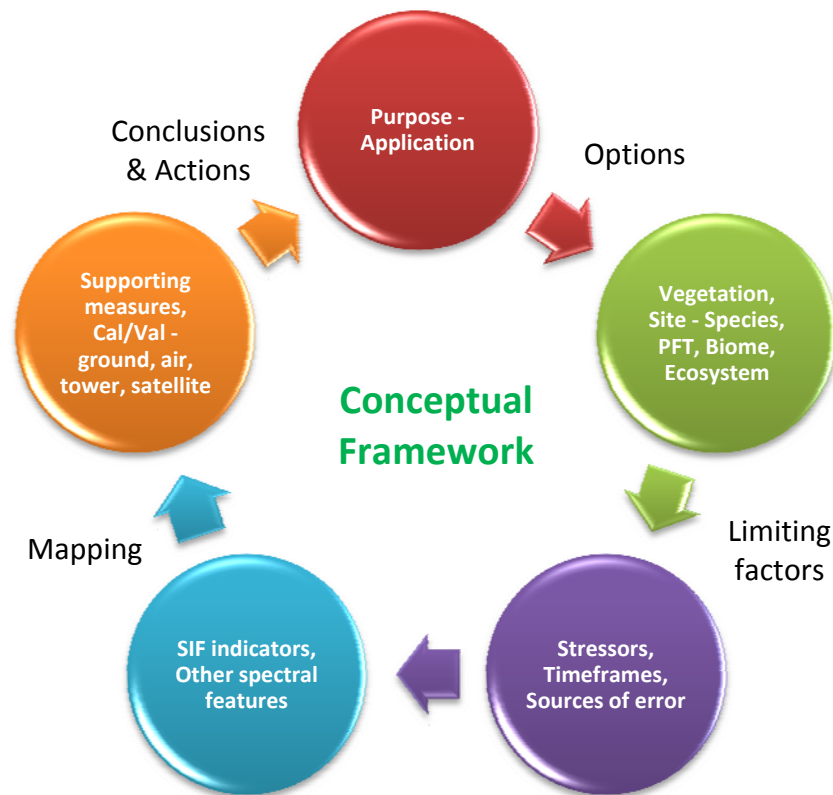 Purpose -
Application
Options
Vegetation,
Site - Species,
PFT, Biome,
Ecosystem
Limiting
factors
Stressors,
Timeframes,
Sources of error
SIF indicators,
Other spectral
features
Mapping
Supporting
measures,
Cal/Val -
ground, air,
tower, satellite
Conclusions
& Actions
Conceptual
Framework